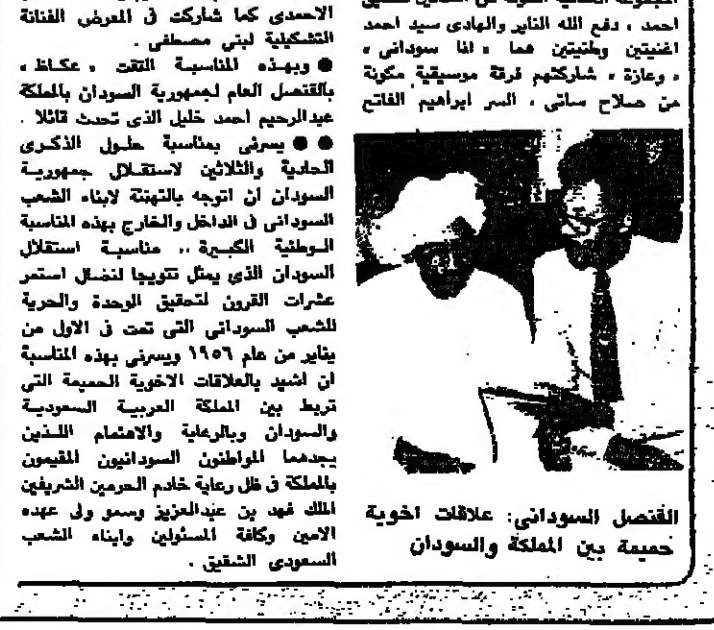 احمد ، دفع الله الناير والهادى سيد احمد
اغنيتين وطنيتين هما « انا سودانى »
« وعازة » شاركتهم فرقة موسيقية مكونة
من صلاح ساتى ، السر ابراهيم الفاتح
القنصل السودانى: علاقات اخوية
حميمة بين المملكة والسودان
الاحمدى كما شاركت فى المعرض الفنانة
التشكيلية لبنى مصطفى .
● وبهذه المناسبة التقت « عكاظ »
بالقنصل العام لجمهورية السودان بالمملكة
عبدالرحيم احمد خليل الذى تحدث قائلا .
● ● يسرنى بمناسبة حلول الذكرى
الحادية والثلاثين لاستقلال جمهورية
السودان ان اتوجه بالتهنئة لابناء الشعب
السودانى فى الداخل والخارج بهذه المناسبة
الوطنية الكبيرة .. مناسبة استقلال
السودان الذي يمثل تتويجا لنضال استمر
عشرات القرون لتحقيق الوحدة والحرية
للشعب السودانى التى تمت فى الاول من
يناير من عام ١٩٥٦ ويسرنى بهذه المناسبة
ان اشيد بالعلاقات الاخوية الحميمة التى
تربط بين المملكة العربية السعودية
والسودان وبالرعاية والاهتمام اللذين
يجدهما المواطنون السودانيون المقيمون
بالمملكة فى ظل رعاية خادم الحرمين الشريفين
الملك فهد بن عبدالعزيز وسمو ولى عهده
الامين وكافة المسئولين وابناء الشعب
السعودى الشقيق .